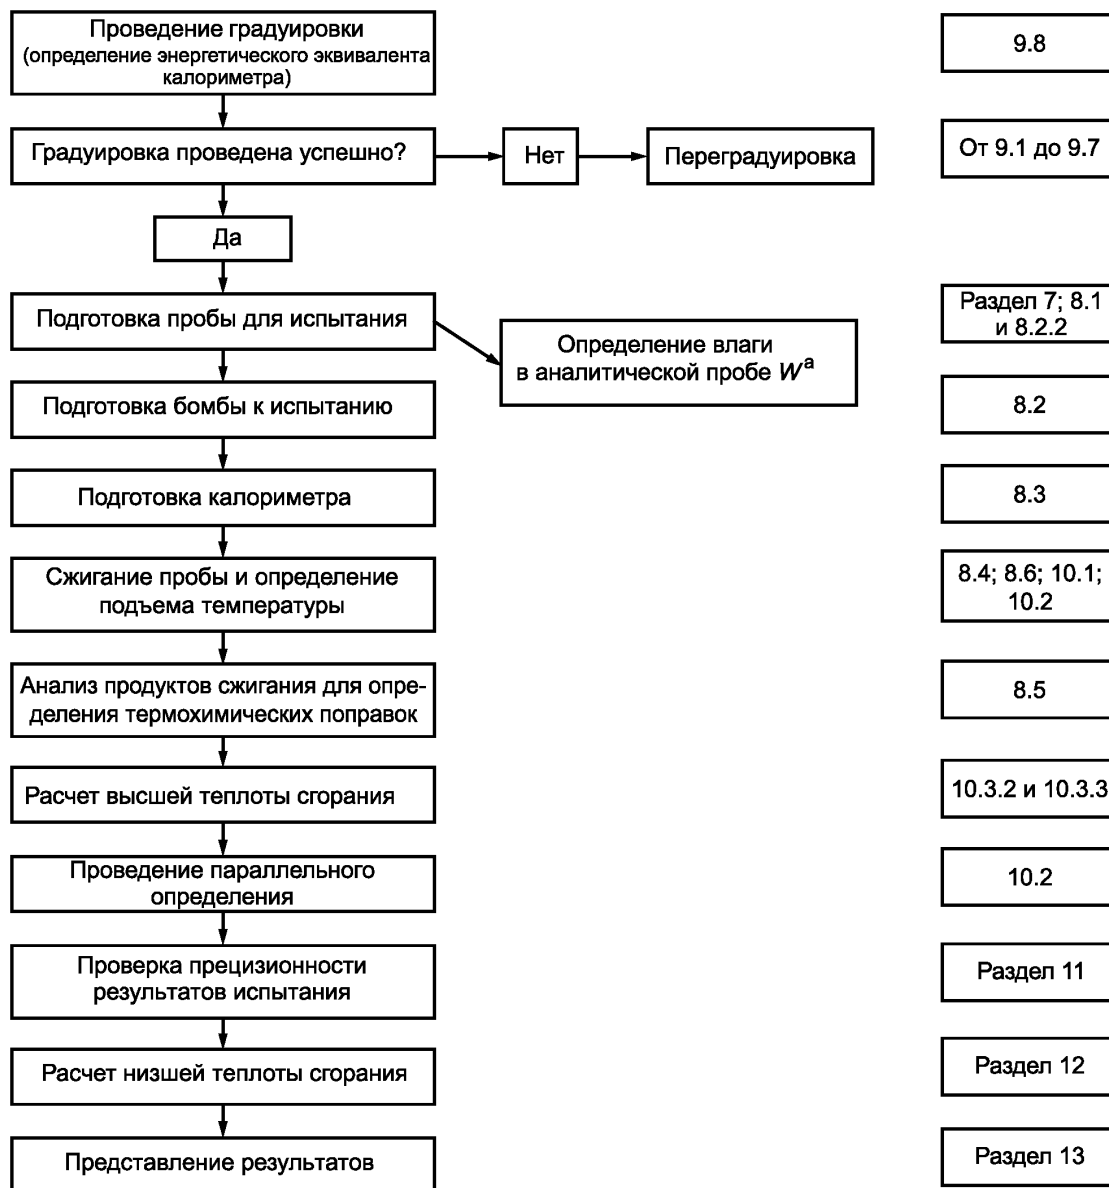 Проведение градуировки
(определение энергетического эквивалента
калориметра)
9.8
Градуировка проведена успешно?
Нет
Переградуировка
От 9.1 до 9.7
Да
Подготовка пробы для испытания
Раздел 7; 8.1
и 8.2.2
Определение влаги
в аналитической пробе Wᵃ
Подготовка бомбы к испытанию
8.2
Подготовка калориметра
8.3
Сжигание пробы и определение
подъема температуры
8.4; 8.6; 10.1;
10.2
Анализ продуктов сжигания для опре-
деления термохимических поправок
8.5
Расчет высшей теплоты сгорания
10.3.2 и 10.3.3
Проведение параллельного
определения
10.2
Проверка прецизионности
результатов испытания
Раздел 11
Расчет низшей теплоты сгорания
Раздел 12
Представление результатов
Раздел 13